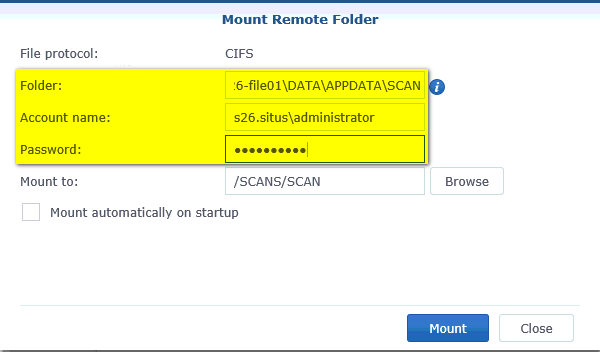 Mount Remote Folder
File protocol: CIFS
Folder: :6-file01\DATA\APPDATA\SCAN
Account name: s26.situs\administrator
Password: ●●●●●●●●●●
Mount to: /SCANS/SCAN Browse
Mount automatically on startup
Mount Close